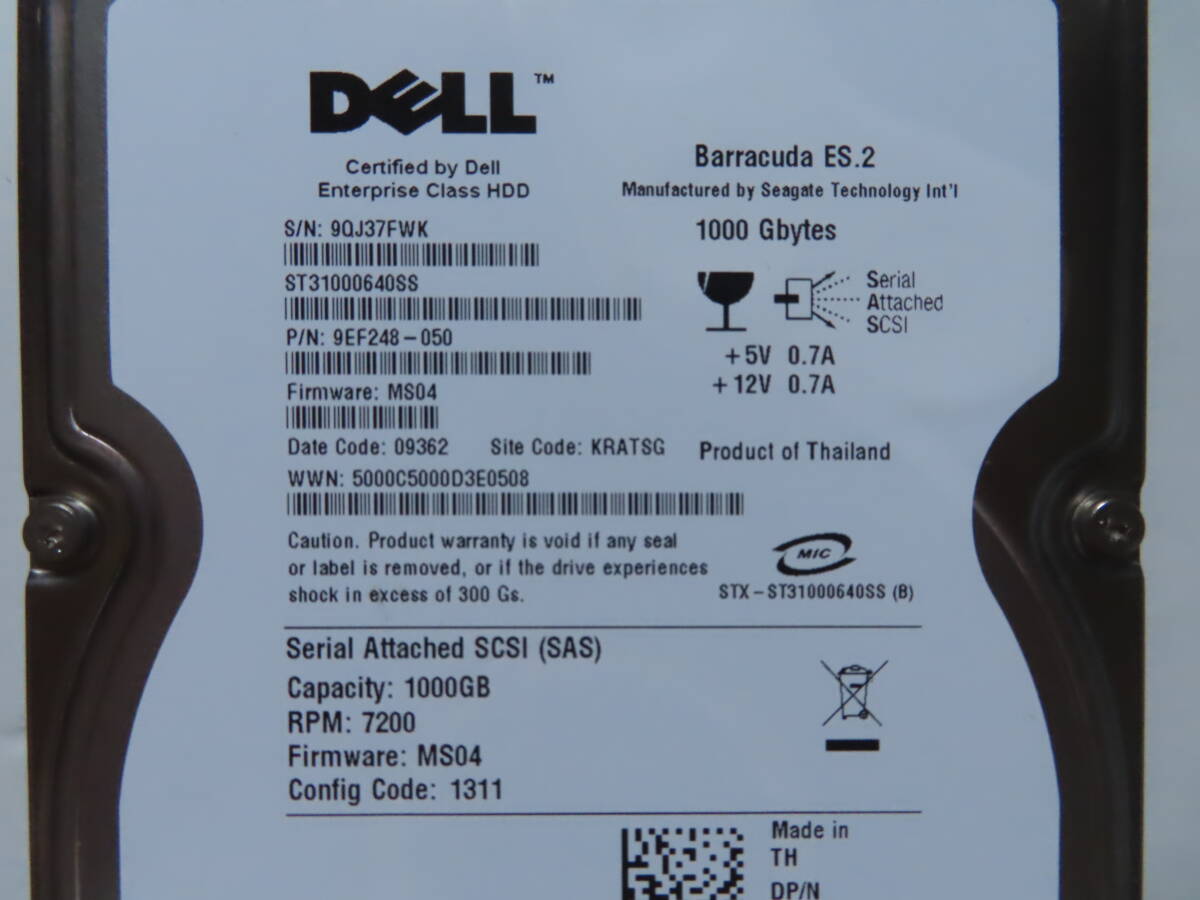 DELL™
Certified by Dell
Enterprise Class HDD
S/N: 9QJ37FWK
ST31000640SS
P/N: 9EF248-050
Firmware: MS04
Date Code: 09362 Site Code: KRATSG
WWN: 5000C5000D3E0508
Barracuda ES.2
Manufactured by Seagate Technology Int'l
1000 Gbytes
Serial
Attached
SCSI
+5V 0.7A
+12V 0.7A
Product of Thailand
Caution. Product warranty is void if any seal
or label is removed, or if the drive experiences
shock in excess of 300 Gs.
MIC
STX-ST31000640SS (B)
Serial Attached SCSI (SAS)
Capacity: 1000GB
RPM: 7200
Firmware: MS04
Config Code: 1311
Made in
TH
DP/N